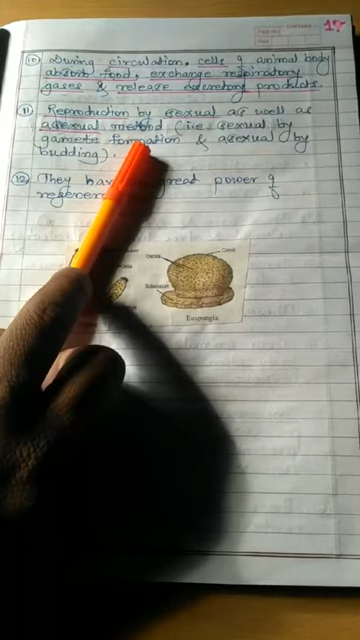 17
⑩ During circulation, cells of animal body
absorb food, exchange respiratory
gases & release excretory products.
⑪ Reproduction by sexual as well as
asexual method (i.e. sexual by
gamete formation & asexual by
budding).
⑫ They have great power of
Oscula
Substratum
Euspongia